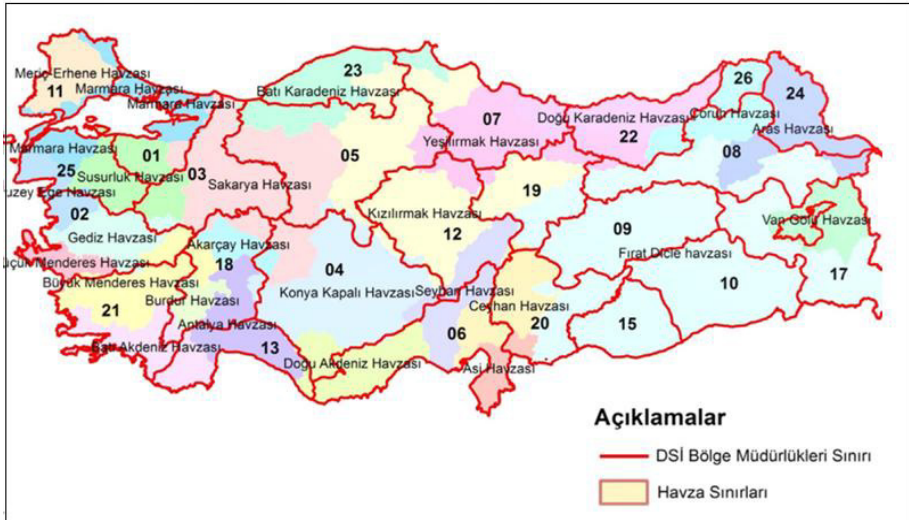 23
26
Meriç-Erhene Havzası
11
Batı Karadeniz Havzası
24
Marmara Havzası
Marmara Havzası
07
Doğu Karadeniz Havzası
Çoruh Havzası
Aras Havzası
22
Yeşilırmak Havzası
Marmara Havzası
01
05
08
25
Susurluk Havzası
03
Sakarya Havzası
19
uzey Ege Havzası
02
Kızılırmak Havzası
Van Gölü Havzası
Gediz Havzası
12
09
Akarçay Havzası
Fırat Dicle havzası
üçük Menderes Havzası
18
04
17
Büyük Menderes Havzası
10
21
Burdur Havzası
Konya Kapalı Havzası
Seyhan Havzası
Ceyhan Havzası
Antalya Havzası
06
20
15
Batı Akdeniz Havzası
13
Doğu Akdeniz Havzası
Asi Havzası
Açıklamalar
DSİ Bölge Müdürlükleri Sınırı
Havza Sınırları